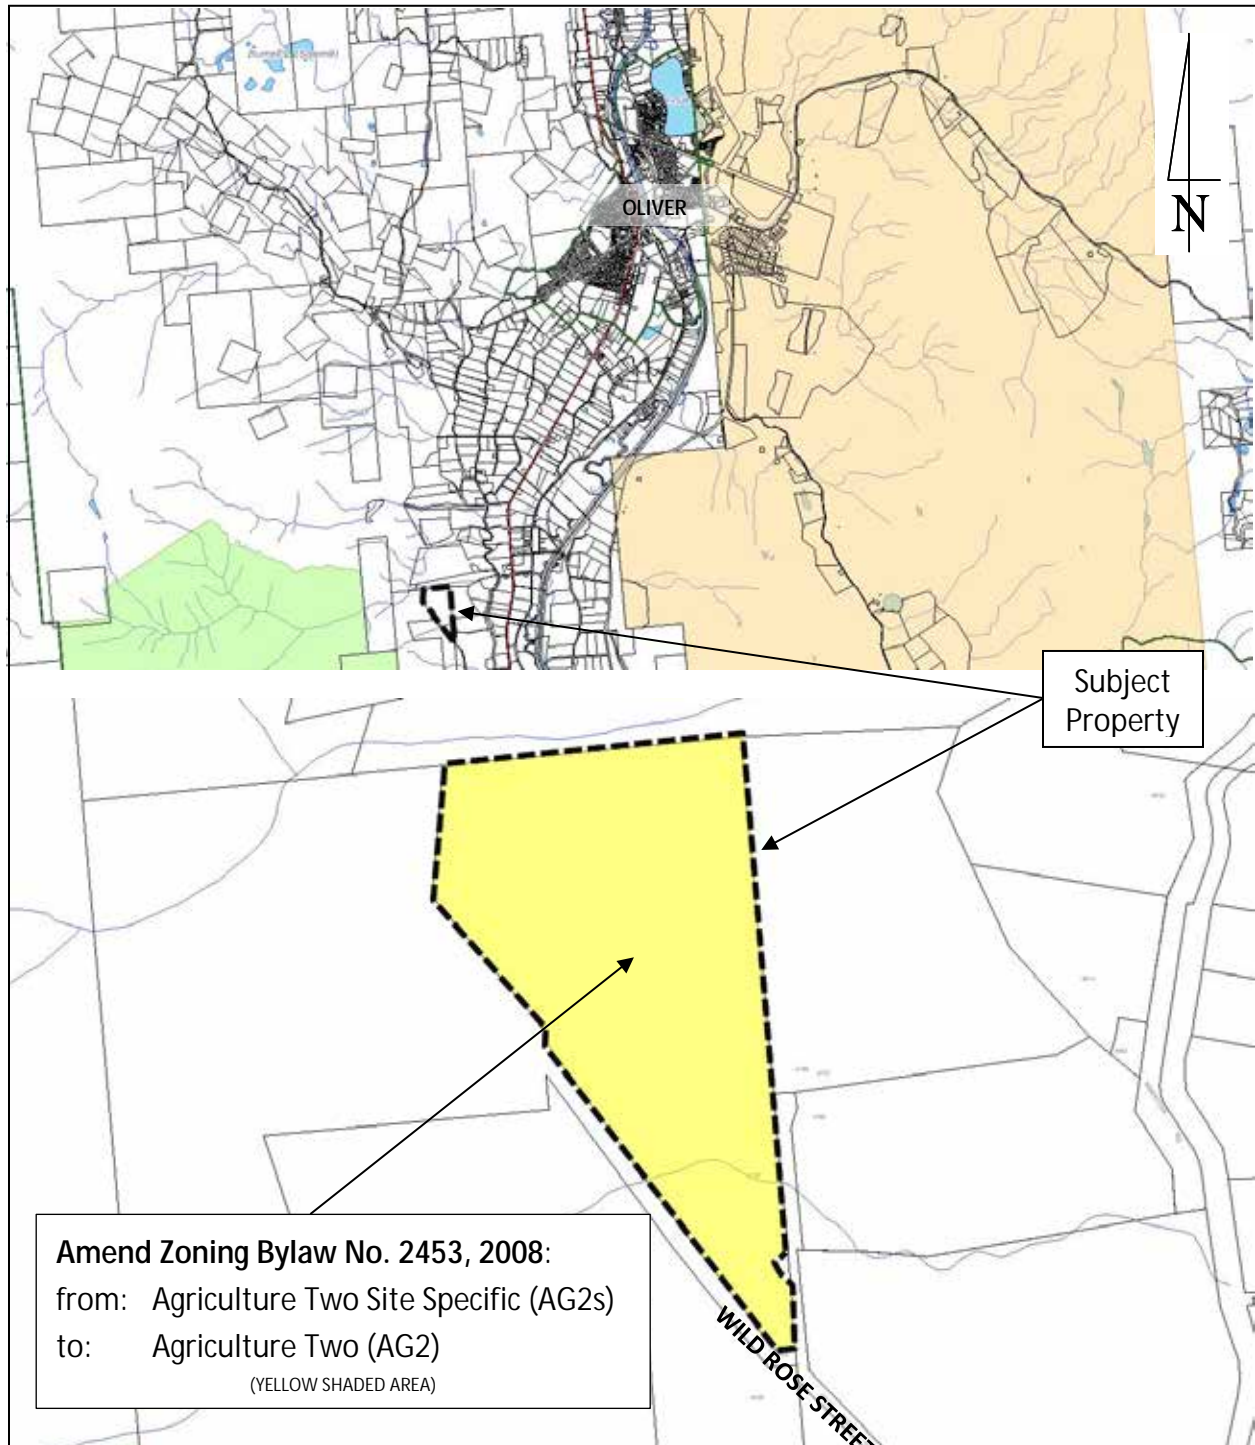 OLIVER
N
Subject
Property
Amend Zoning Bylaw No. 2453, 2008:
from: Agriculture Two Site Specific (AG2s)
to: Agriculture Two (AG2)
(YELLOW SHADED AREA)
WILD ROSE STREET